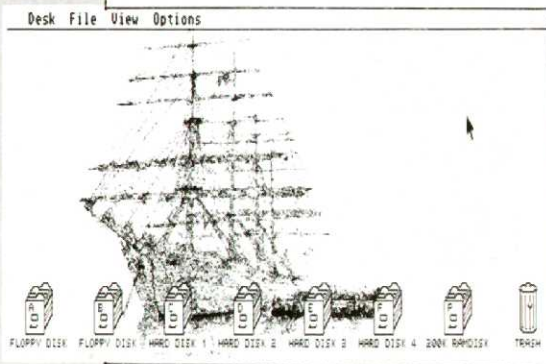 Desk File View Options
A B C D E F P
FLOPPY DISK FLOPPY DISK HARD DISK 1 HARD DISK 2 HARD DISK 3 HARD DISK 4 200K RAMDISK TRASH